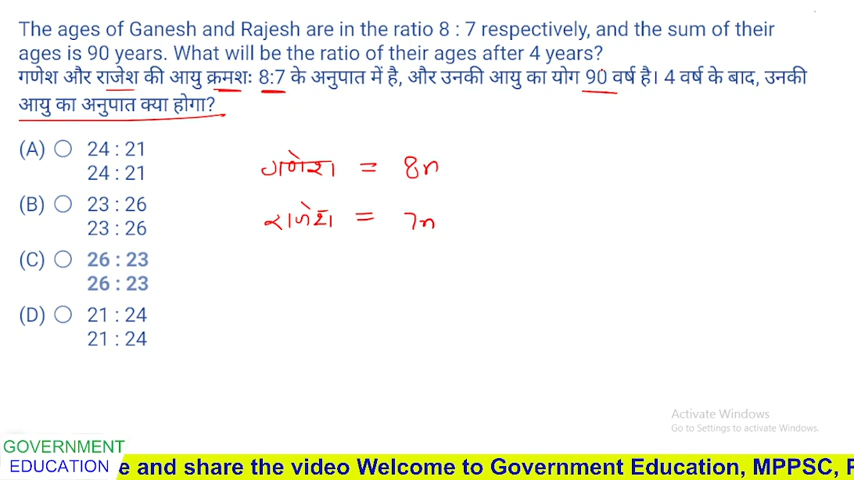 The ages of Ganesh and Rajesh are in the ratio 8 : 7 respectively, and the sum of their
ages is 90 years. What will be the ratio of their ages after 4 years?
गणेश और राजेश की आयु क्रमशः 8:7 के अनुपात में है, और उनकी आयु का योग 90 वर्ष है। 4 वर्ष के बाद, उनकी
आयु का अनुपात क्या होगा?
(A) 24 : 21
24 : 21
(B) 23 : 26
23 : 26
(C) 26 : 23
26 : 23
(D) 21 : 24
21 : 24
गणेश = 8n
राजेश = 7n
Activate Windows
Go to Settings to activate Windows.
GOVERNMENT
EDUCATION
e and share the video Welcome to Government Education, MPPSC, P